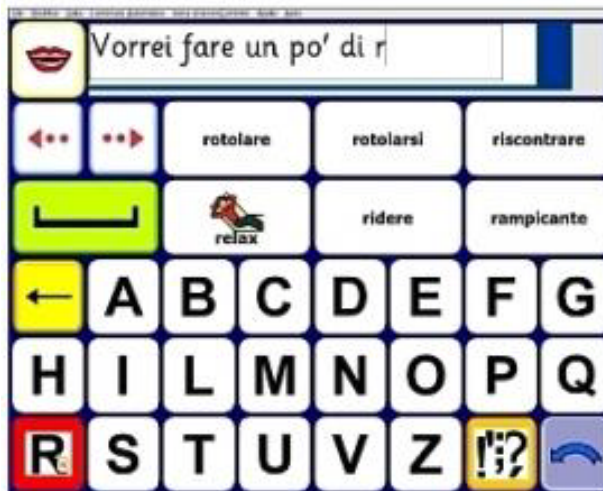 Vorrei fare un po' di r
rotolare rotolarsi riscontrare
relax ridere rampicante
A B C D E F G
H I L M N O P Q
R S T U V Z !';?